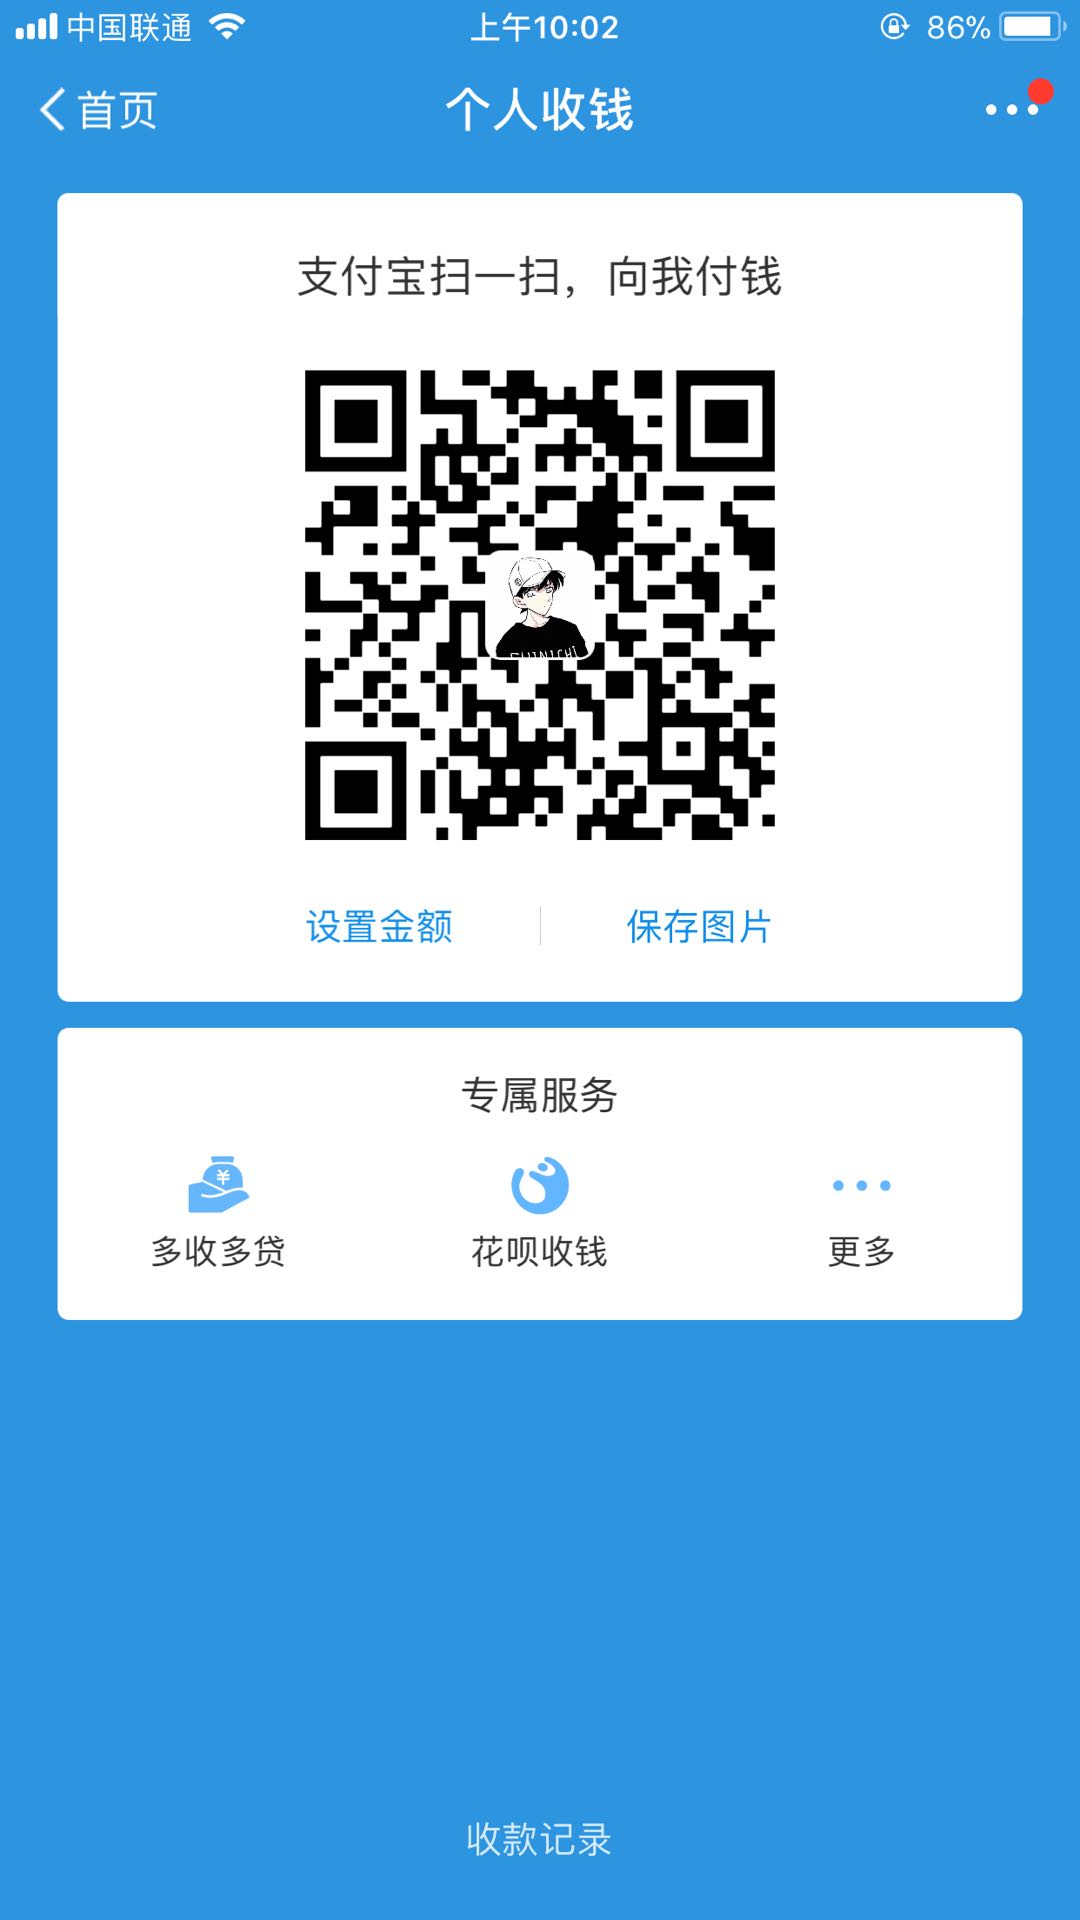 中国联通 上午10:02 86%
首页 个人收钱
支付宝扫一扫，向我付钱
SHINICHI
设置金额 保存图片
专属服务
¥
多收多贷 花呗收钱 更多
收款记录